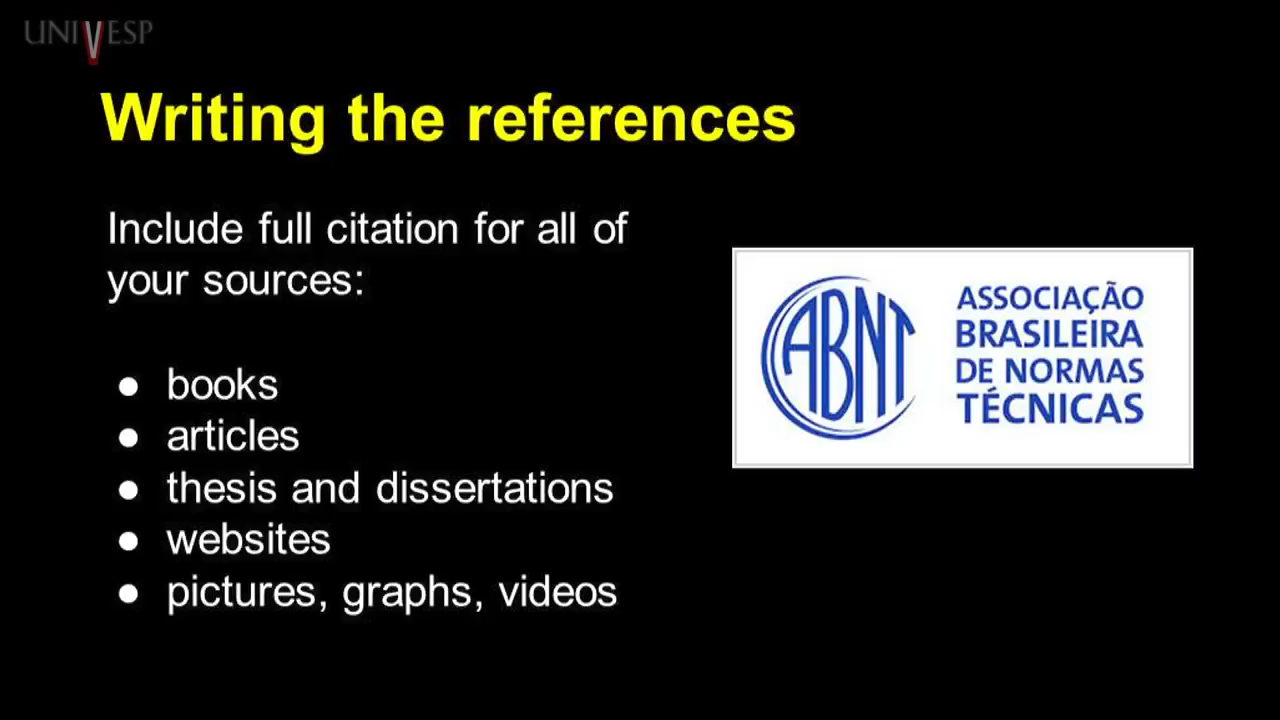 UNIVESP
Writing the references
Include full citation for all of
your sources:
● books
● articles
● thesis and dissertations
● websites
● pictures, graphs, videos
ABNT
ASSOCIAÇÃO
BRASILEIRA
DE NORMAS
TÉCNICAS